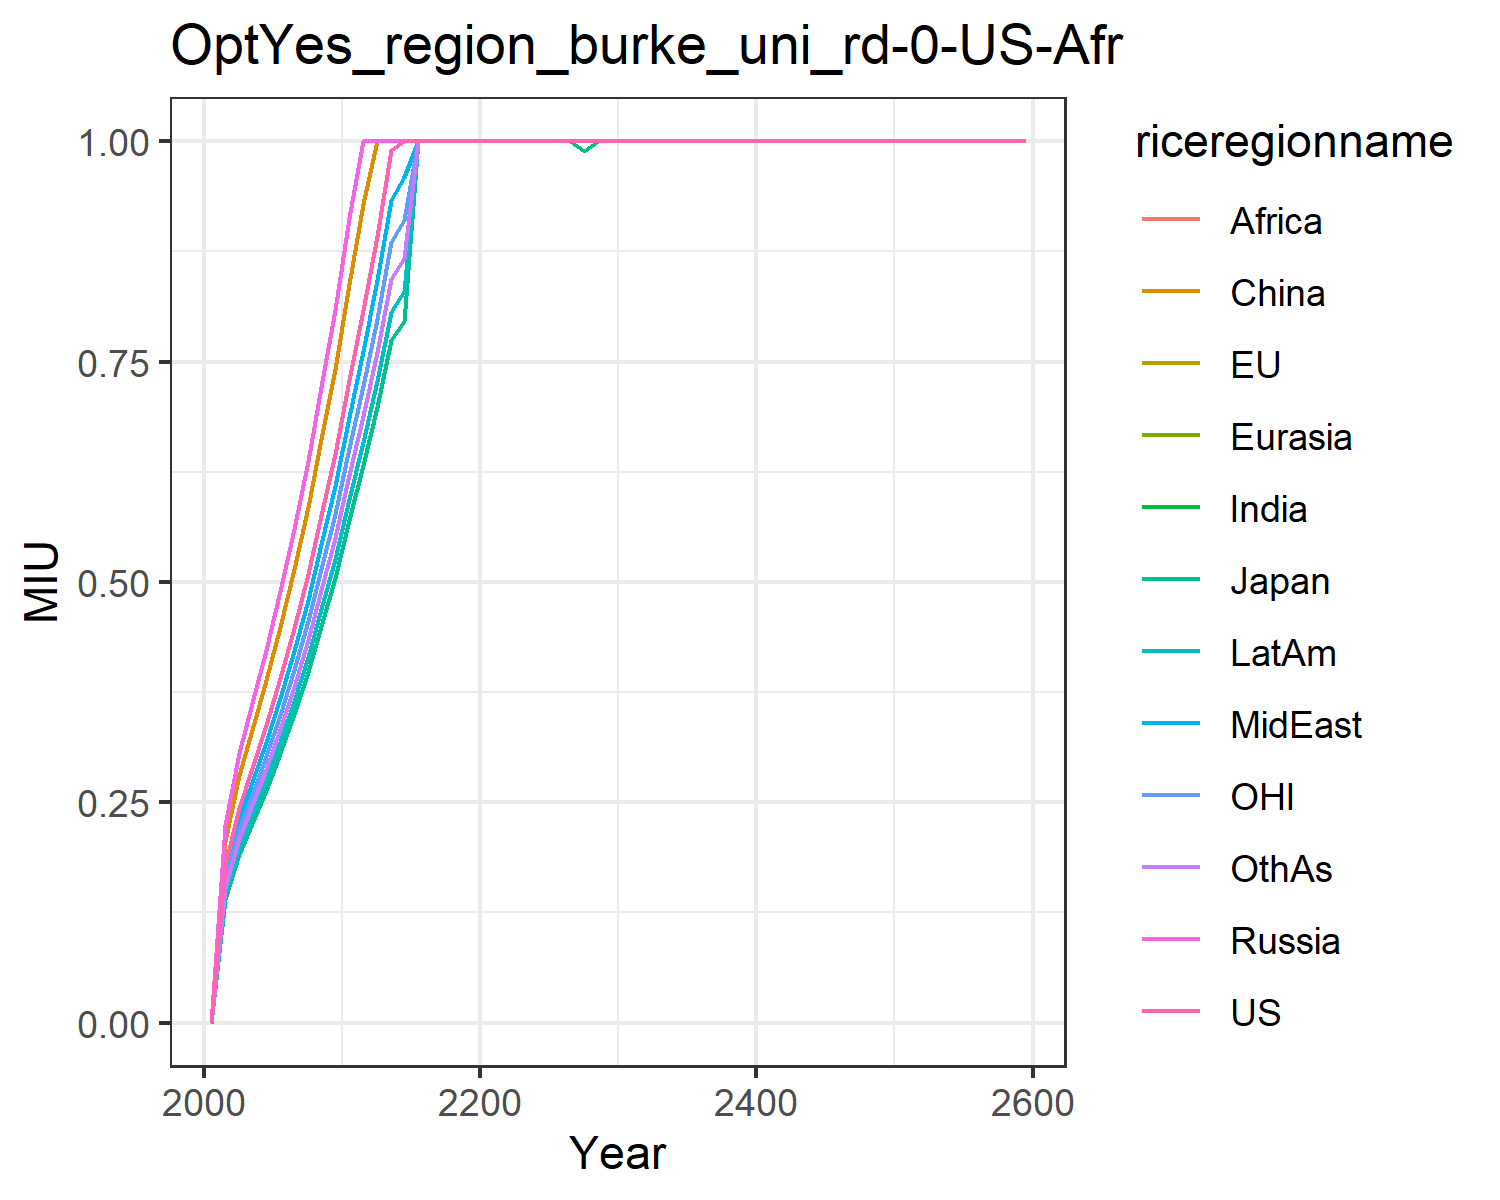 OptYes_region_burke_uni_rd-0-US-Afr
riceregionname
Africa
China
EU
Eurasia
India
Japan
LatAm
MidEast
OHI
OthAs
Russia
US
MIU
1.00
0.75
0.50
0.25
0.00
2000
2200
2400
2600
Year